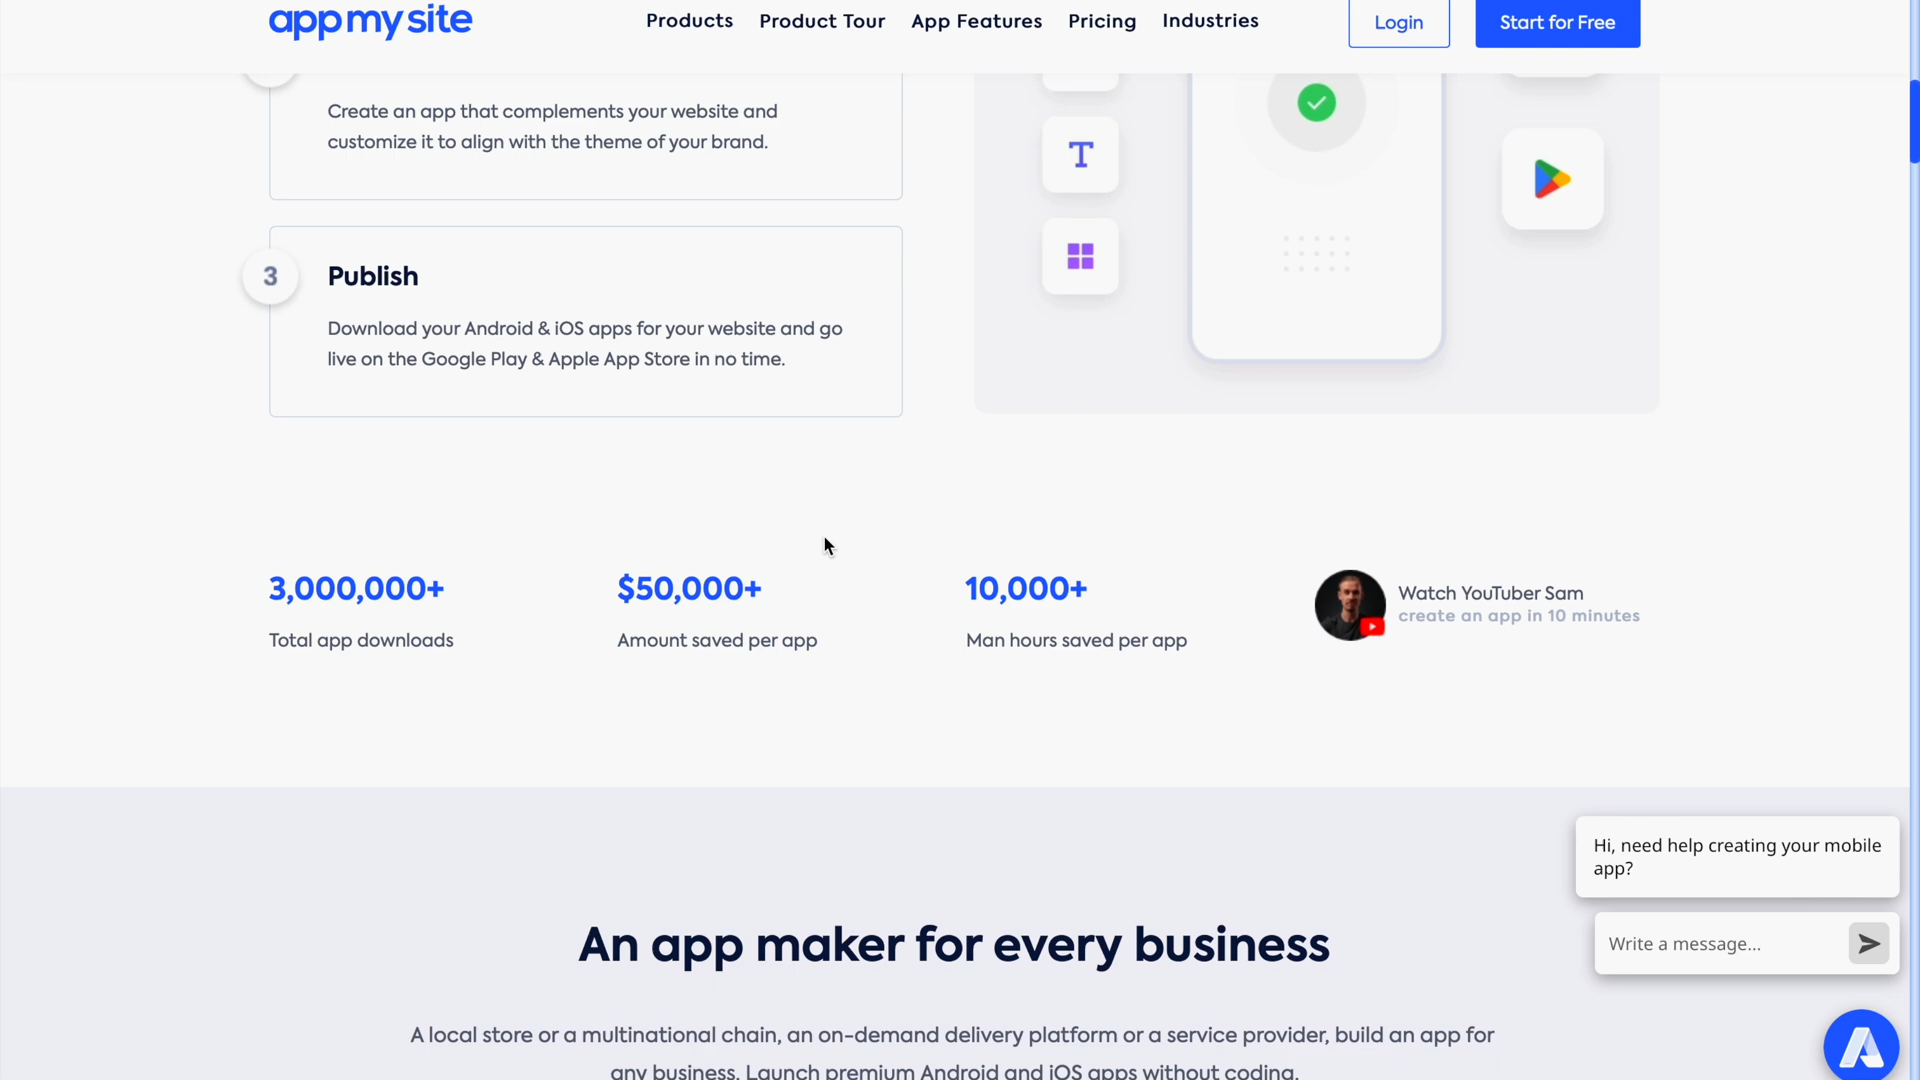 appmysite
Products Product Tour App Features Pricing Industries Login Start for Free
Create an app that complements your website and
customize it to align with the theme of your brand.
T
3 Publish
Download your Android & iOS apps for your website and go
live on the Google Play & Apple App Store in no time.
3,000,000+
Total app downloads
$50,000+
Amount saved per app
10,000+
Man hours saved per app
Watch YouTuber Sam
create an app in 10 minutes
An app maker for every business
A local store or a multinational chain, an on-demand delivery platform or a service provider, build an app for
any business. Launch premium Android and iOS apps without coding.
Hi, need help creating your mobile
app?
Write a message...